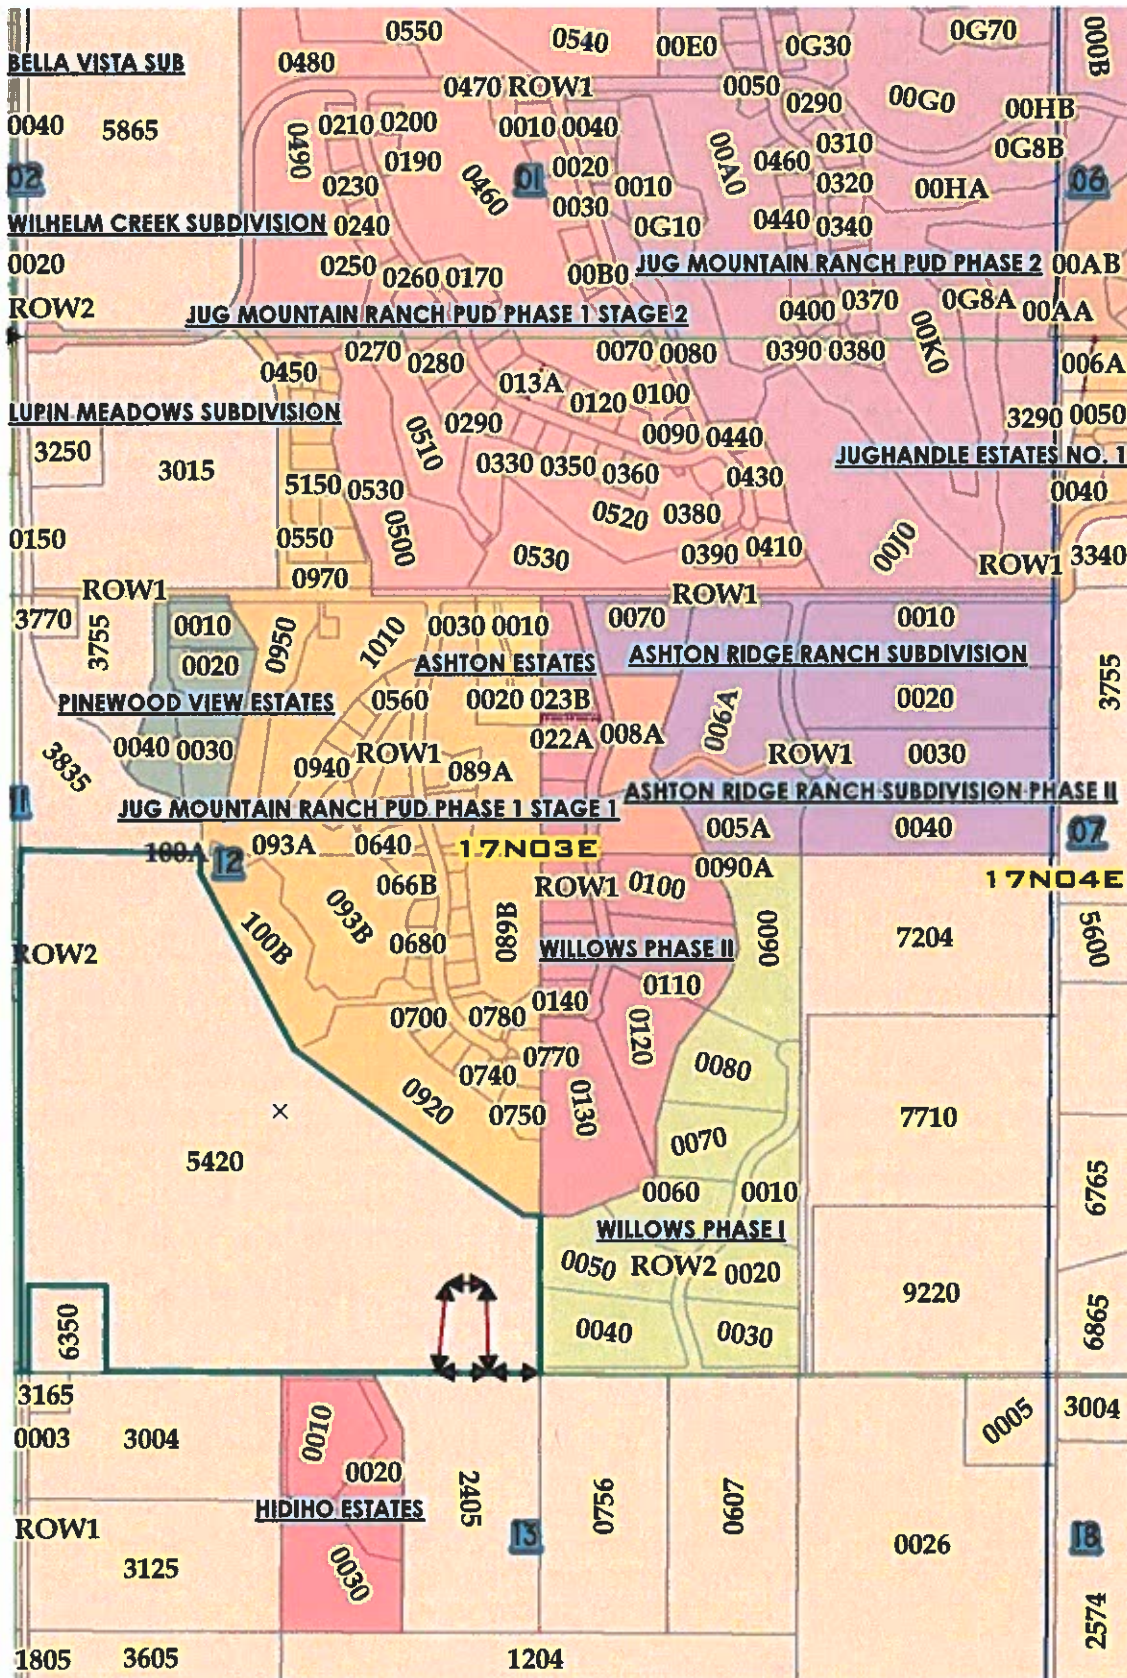 0550
0540
00E0
0G30
0G70
000B
BELLA VISTA SUB
0480
0470 ROW1
0050
0290
00G0
00HB
0040
5865
0490
0210 0200
0010 0040
00A0
0460
0310
0G8B
0190
0020
02
0230
0460
01
0030
0010
0320
00HA
06
WILHELM CREEK SUBDIVISION
0240
0G10
0440 0340
0020
0250
0260 0170
00B0
JUG MOUNTAIN RANCH PUD PHASE 2
00AB
ROW2
JUG MOUNTAIN RANCH PUD PHASE 1 STAGE 2
0400 0370
0G8A
00AA
00K0
0270
0280
0070 0080
0390 0380
006A
0450
013A
0120 0100
LUPIN MEADOWS SUBDIVISION
0510
0290
0090 0440
3290 0050
3250
3015
JUGHANDLE ESTATES NO. 1
5150 0530
0330 0350 0360
0430
0040
0520
0380
0150
0550
0500
0530
0390 0410
00J0
ROW1
3340
0970
ROW1
ROW1
3770
3755
0010
0950
1010
0030 0010
0070
0010
0020
ASHTON ESTATES
ASHTON RIDGE RANCH SUBDIVISION
3755
PINEWOOD VIEW ESTATES
0560
0020 023B
006A
0020
3835
0040 0030
0940
ROW1
089A
022A
008A
ROW1
0030
11
JUG MOUNTAIN RANCH PUD PHASE 1 STAGE 1
ASHTON RIDGE RANCH SUBDIVISION PHASE II
100A
12
093A
0640
17N03E
005A
0040
07
0090A
17N04E
066B
ROW1
0100
100B
093B
0680
089B
0600
7204
5600
ROW2
WILLOWS PHASE II
0110
0700
0780
0140
0120
0770
0080
0740
0920
0750
0130
7710
5420
0070
0060
0010
6765
WILLOWS PHASE I
0050
ROW2
0020
9220
6865
6350
0040
0030
3165
0003
3004
0010
0005
3004
0020
2405
0756
0607
HIDIHO ESTATES
ROW1
13
0026
18
3125
0030
2574
1805
3605
1204